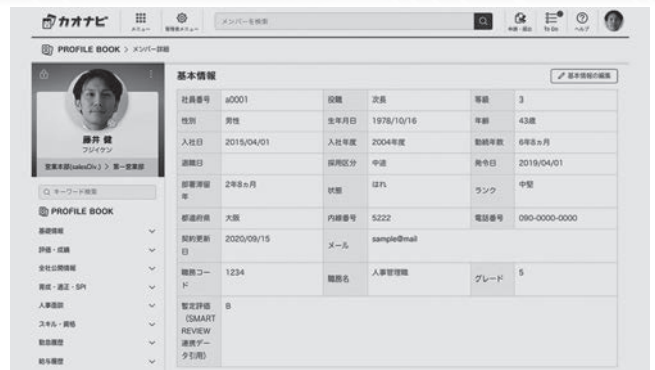 カオナビ
メニュー
管理者メニュー
メンバーを検索
申請・届出
To Do
ヘルプ
PROFILE BOOK > メンバー詳細
藤井 健
フジイケン
営業本部(salesDiv.) > 第一営業部
キーワード検索
PROFILE BOOK
基礎情報
評価・成績
全社公開情報
育成・適正・SPI
人事面談
スキル・資格
勤怠履歴
給与履歴
基本情報
基本情報の編集
社員番号 a0001 役職 次長 等級 3
性別 男性 生年月日 1978/10/16 年齢 43歳
入社日 2015/04/01 入社年度 2004年度 勤続年数 6年8ヵ月
退職日 採用区分 中途 発令日 2019/04/01
部署滞留年 2年8ヵ月 状態 はれ ランク 中堅
都道府県 大阪 内線番号 5222 電話番号 090-0000-0000
契約更新日 2020/09/15 メール sample@mail
職務コード 1234 職務名 人事管理職 グレード 5
暫定評価 B
(SMART
REVIEW
連携デー
タ引用)